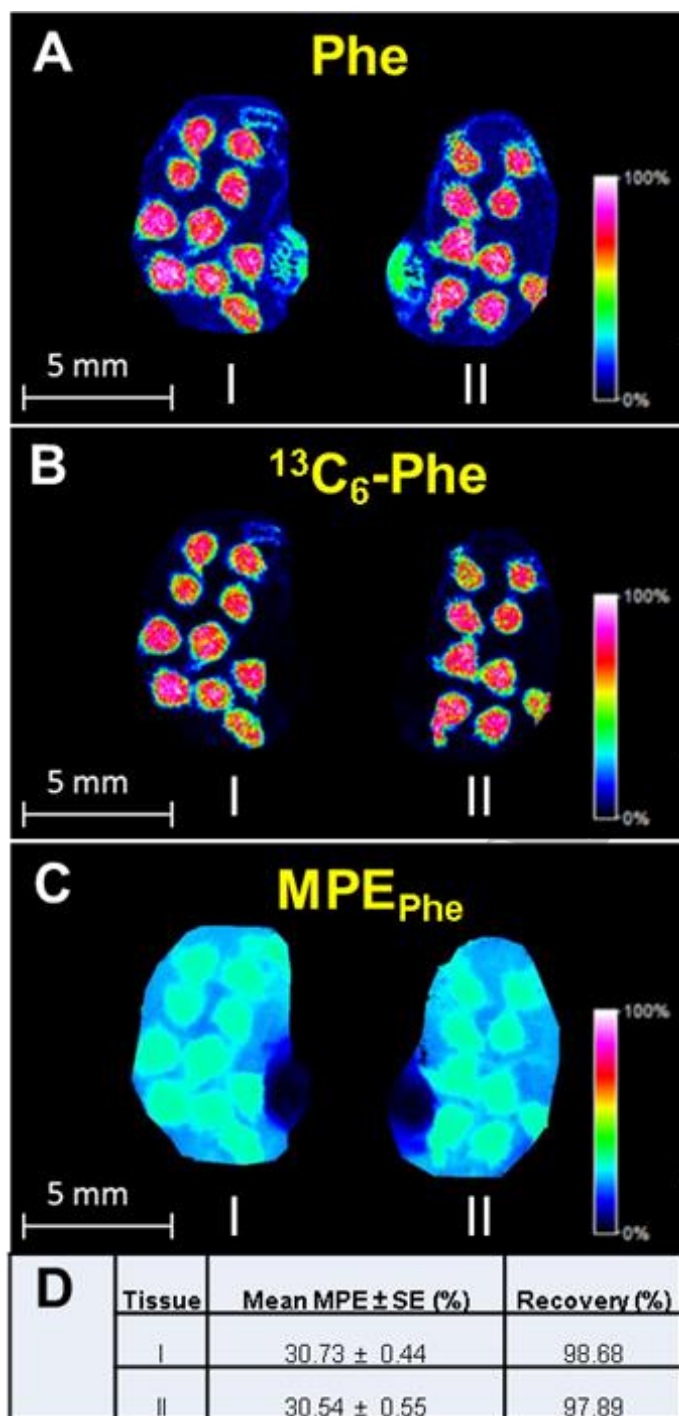 A Phe
100%
0%
5 mm I II
B ¹³C₆-Phe
100%
0%
5 mm I II
C MPE_Phe
100%
0%
5 mm I II
D Tissue Mean MPE ± SE (%) Recovery (%)
I 30.73 ± 0.44 98.68
II 30.54 ± 0.55 97.89